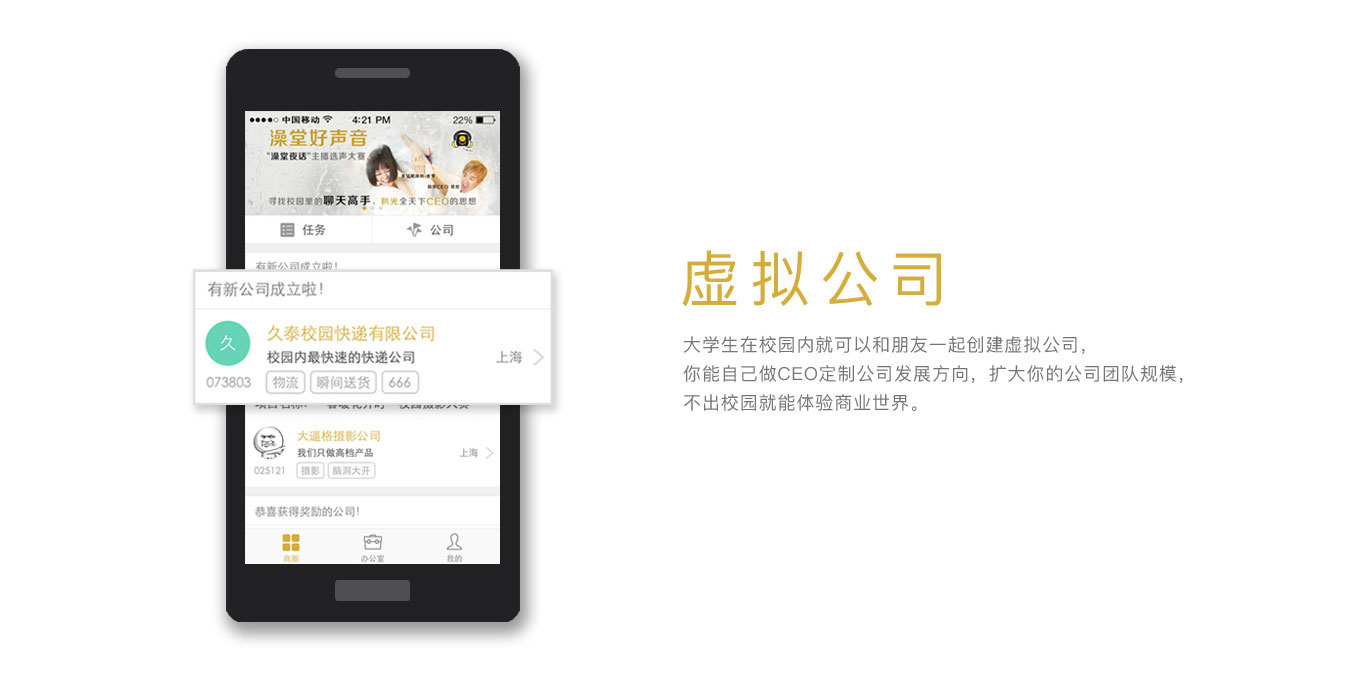 中国移动 4:21 PM 22%
澡堂好声音
“澡堂夜话”主播选声大赛
寻找校园里的聊天高手，扒光全天下CEO的思想
任务 公司
有新公司成立啦！
有新公司成立啦！
久
久泰校园快递有限公司
校园内最快速的快递公司
上海
073803 物流 瞬间送货 666
大逼格摄影公司
我们只做高档产品
上海
025121 摄影 脑洞大开
恭喜获得奖励的公司！
办公室 我的
虚拟公司
大学生在校园内就可以和朋友一起创建虚拟公司，
你能自己做CEO定制公司发展方向，扩大你的公司团队规模，
不出校园就能体验商业世界。